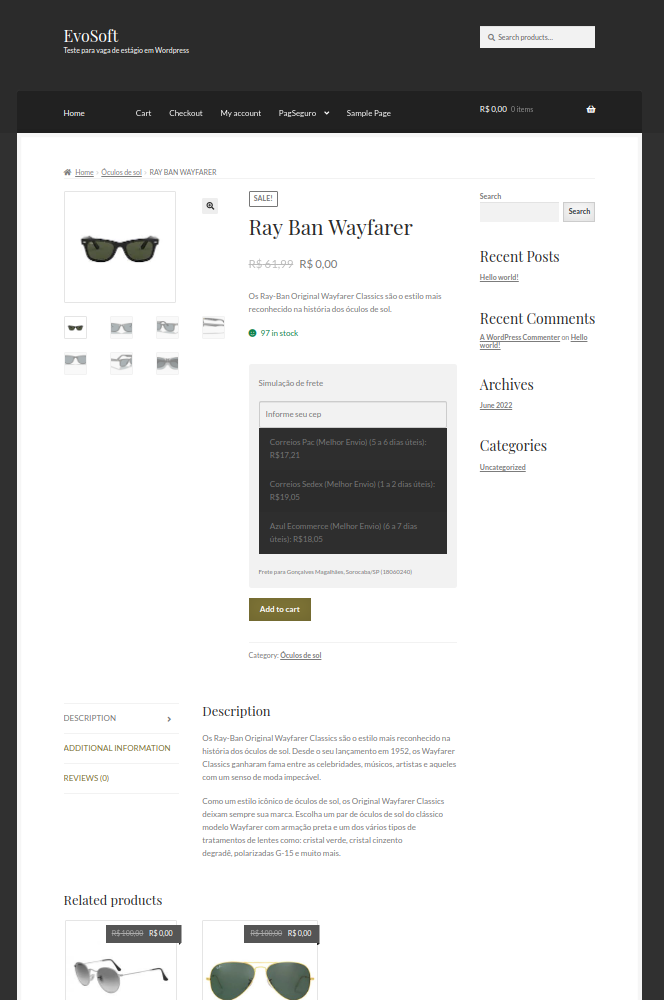 EvoSoft
Teste para vaga de estágio em Wordpress
Search products...
Home
Cart
Checkout
My account
PagSeguro
Sample Page
R$ 0,00 0 items
Home › Óculos de sol › RAY BAN WAYFARER
SALE!
Ray Ban Wayfarer
R$ 61,99 R$ 0,00
Os Ray-Ban Original Wayfarer Classics são o estilo mais
reconhecido na história dos óculos de sol.
97 in stock
Simulação de frete
Informe seu cep
Correios Pac (Melhor Envio) (5 a 6 dias úteis):
R$17,21
Correios Sedex (Melhor Envio) (1 a 2 dias úteis):
R$19,05
Azul Ecommerce (Melhor Envio) (6 a 7 dias
úteis): R$18,05
Frete para Gonçalves Magalhães, Sorocaba/SP (18060240)
Add to cart
Category: Óculos de sol
Search
Search
Recent Posts
Hello world!
Recent Comments
A WordPress Commenter on Hello
world!
Archives
June 2022
Categories
Uncategorized
DESCRIPTION
ADDITIONAL INFORMATION
REVIEWS (0)
Description
Os Ray-Ban Original Wayfarer Classics são o estilo mais reconhecido na
história dos óculos de sol. Desde o seu lançamento em 1952, os Wayfarer
Classics ganharam fama entre as celebridades, músicos, artistas e aqueles
com um senso de moda impecável.
Como um estilo icônico de óculos de sol, os Original Wayfarer Classics
deixam sempre sua marca. Escolha um par de óculos de sol do clássico
modelo Wayfarer com armação preta e um dos vários tipos de
tratamentos de lentes como: cristal verde, cristal cinzento
degradê, polarizadas G-15 e muito mais.
Related products
R$ 100,00 R$ 0,00
R$ 100,00 R$ 0,00